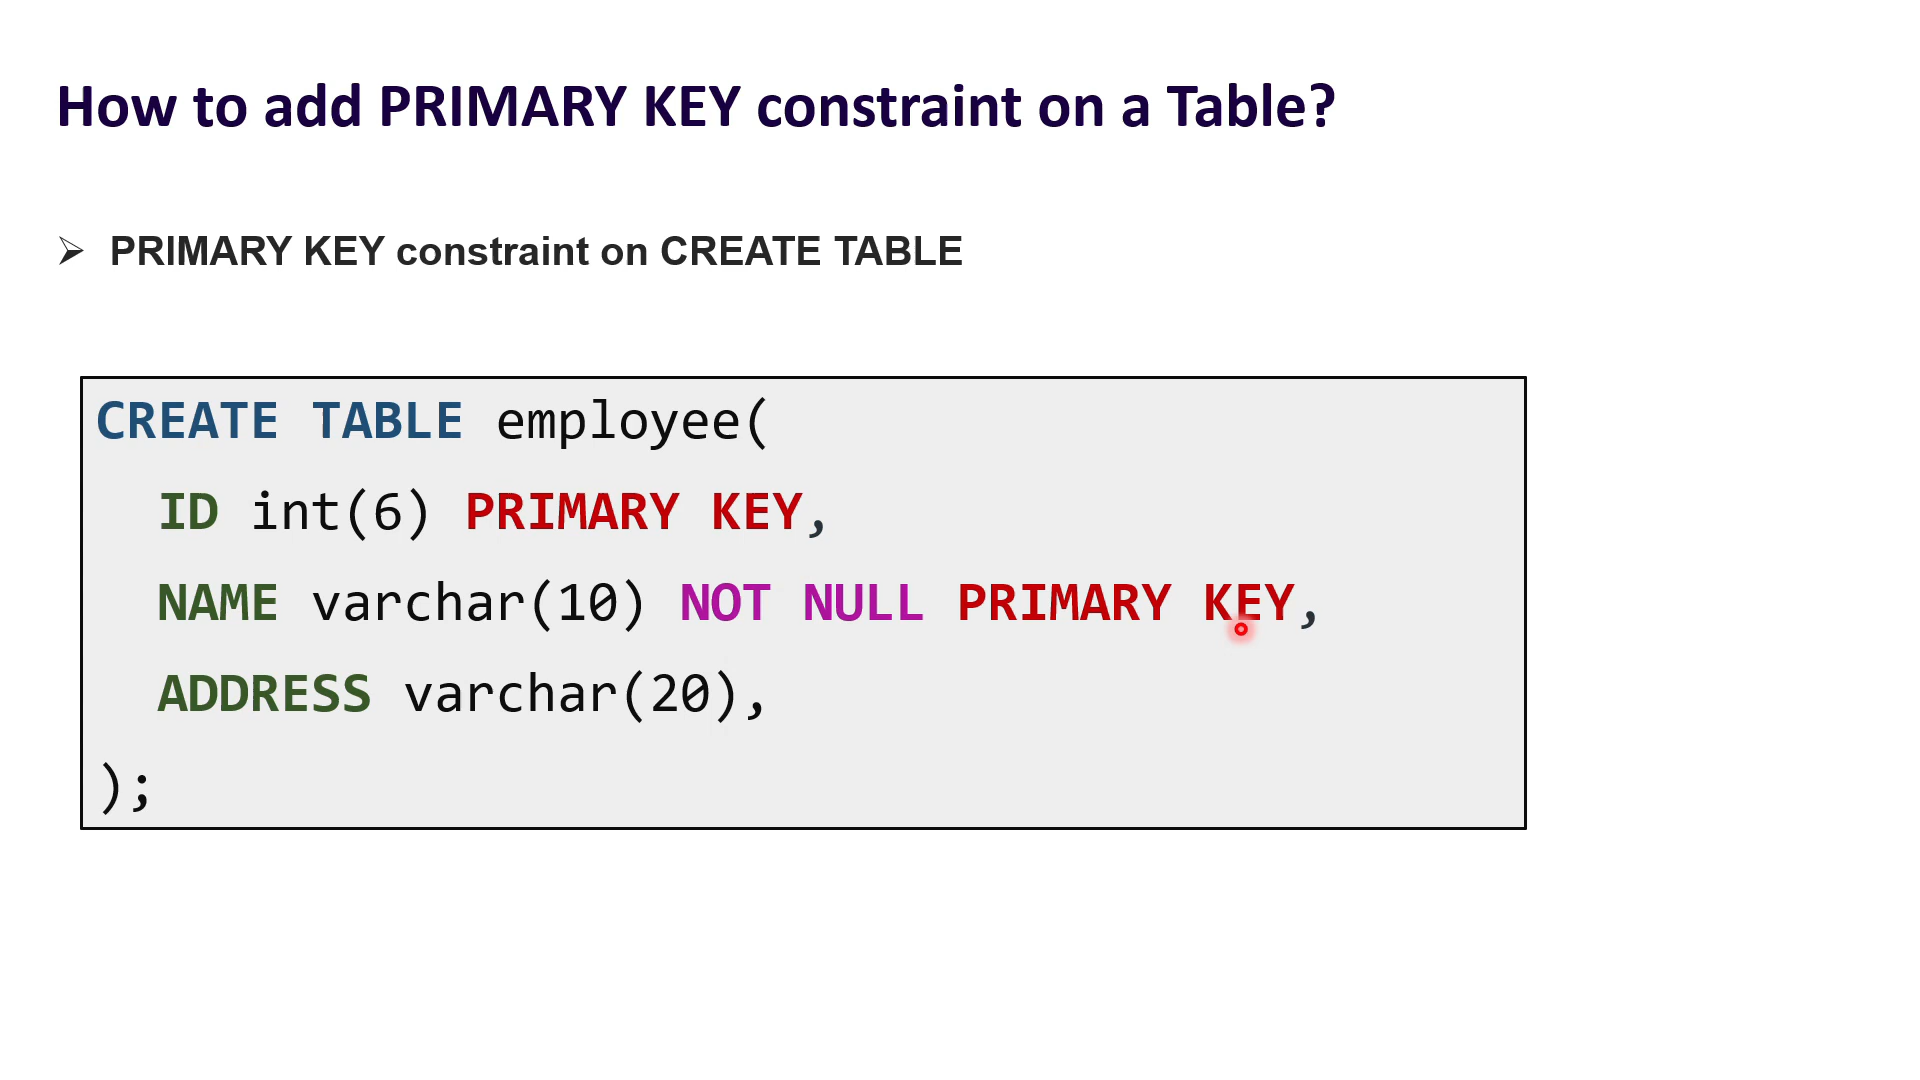 How to add PRIMARY KEY constraint on a Table?
PRIMARY KEY constraint on CREATE TABLE
CREATE TABLE employee(
ID int(6) PRIMARY KEY,
NAME varchar(10) NOT NULL PRIMARY KEY,
ADDRESS varchar(20),
);